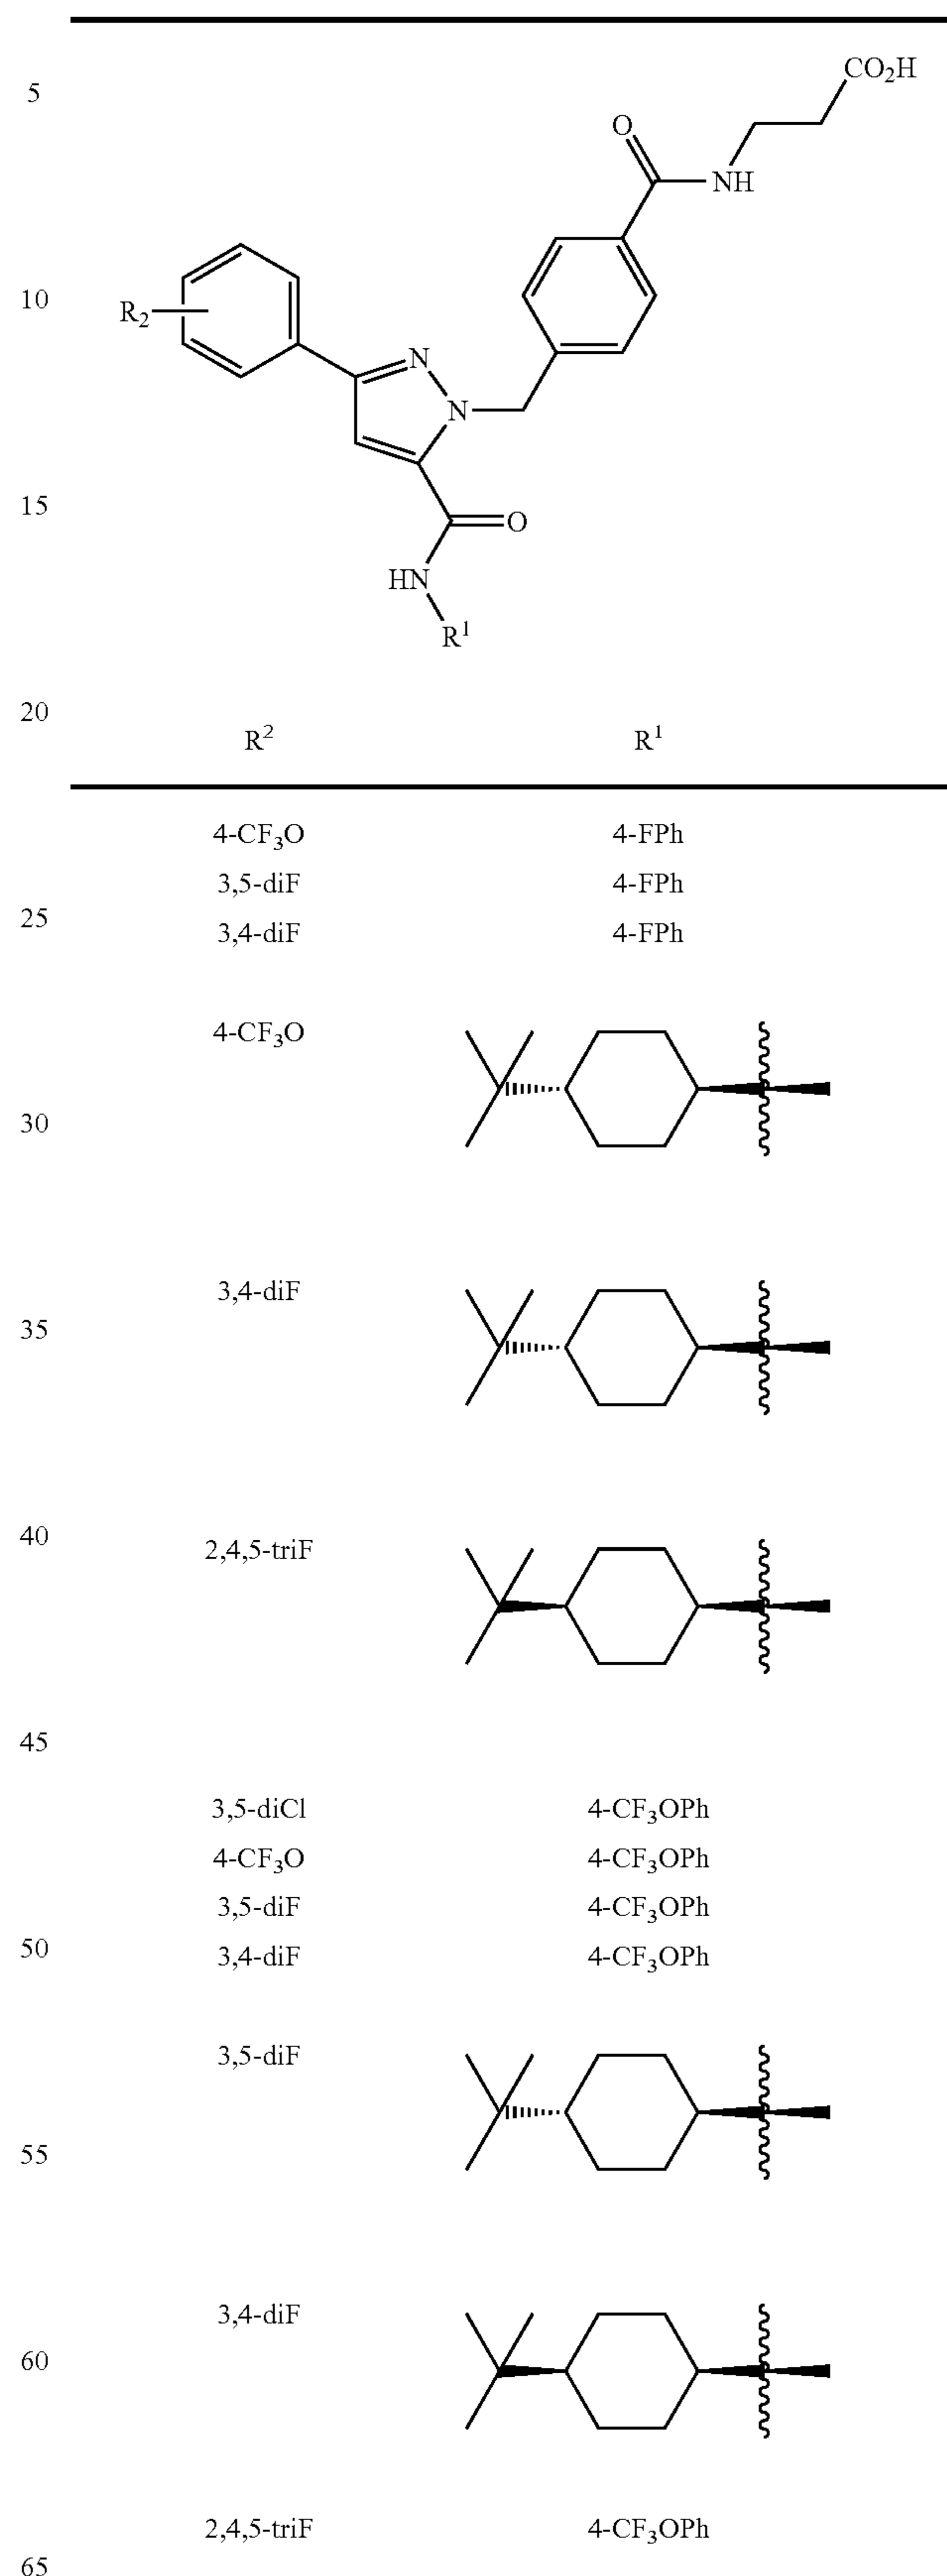 5
CO₂H
O
NH
10
R₂
N
N
15
O
HN
R¹
20
R² R¹
4-CF₃O 4-FPh
3,5-diF 4-FPh
25
3,4-diF 4-FPh
4-CF₃O
30
3,4-diF
35
40
2,4,5-triF
45
3,5-diCl 4-CF₃OPh
4-CF₃O 4-CF₃OPh
3,5-diF 4-CF₃OPh
50
3,4-diF 4-CF₃OPh
3,5-diF
55
3,4-diF
60
2,4,5-triF 4-CF₃OPh
65